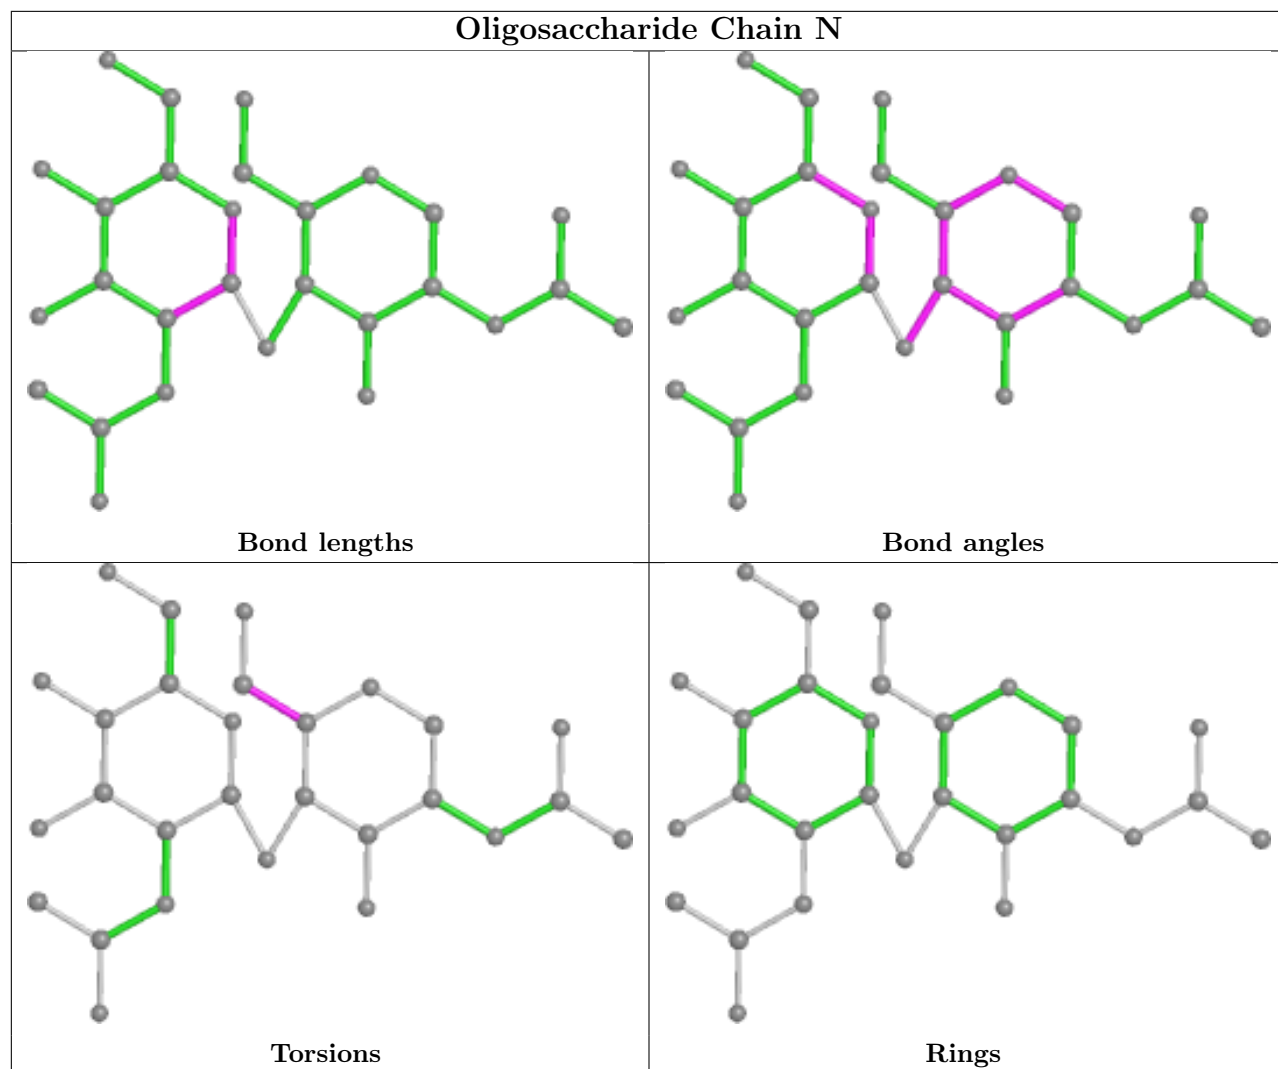 Oligosaccharide Chain N
Bond lengths
Bond angles
Torsions
Rings